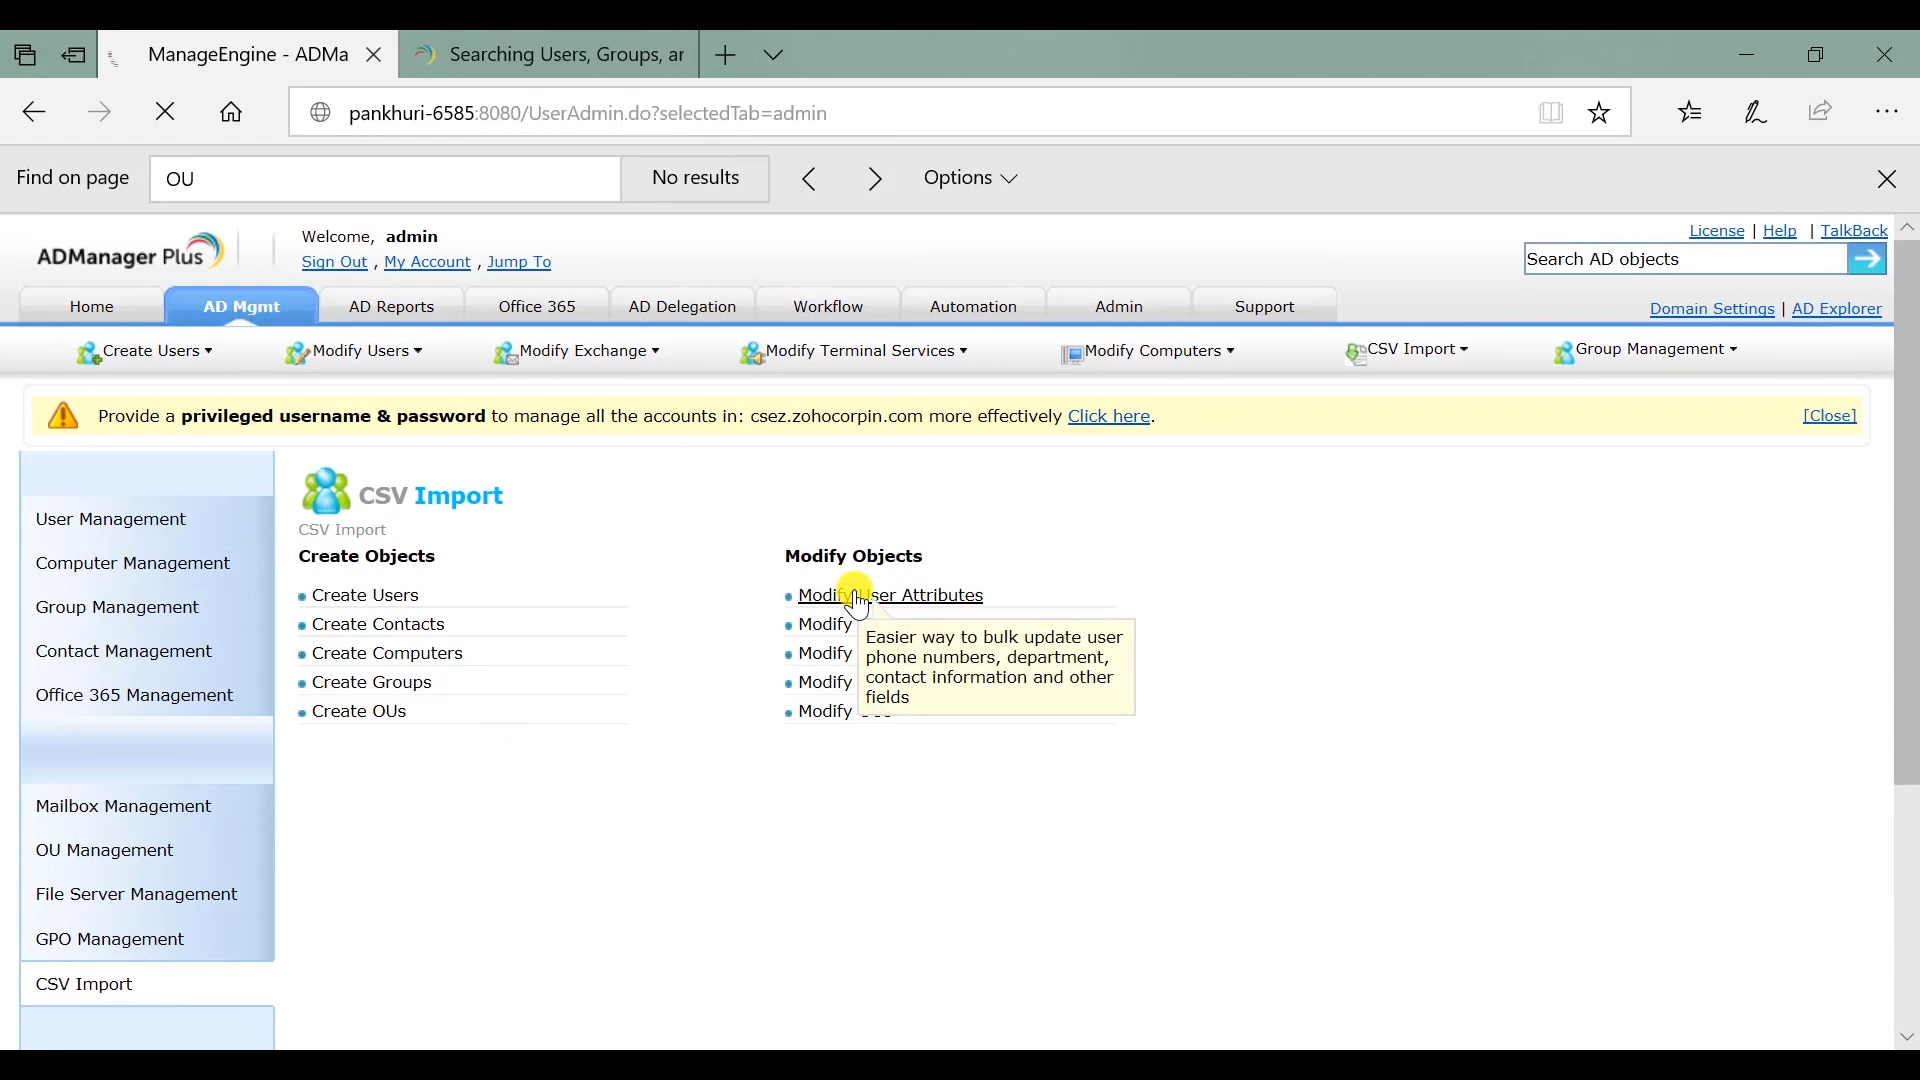 ManageEngine - ADMa
Searching Users, Groups, ar
pankhuri-6585:8080/UserAdmin.do?selectedTab=admin
Find on page
OU
No results
Options
ADManager Plus
Welcome, admin
Sign Out , My Account , Jump To
License | Help | TalkBack
Search AD objects
Home
AD Mgmt
AD Reports
Office 365
AD Delegation
Workflow
Automation
Admin
Support
Domain Settings | AD Explorer
Create Users
Modify Users
Modify Exchange
Modify Terminal Services
Modify Computers
CSV Import
Group Management
Provide a privileged username & password to manage all the accounts in: csez.zohocorpin.com more effectively Click here.
[Close]
User Management
Computer Management
Group Management
Contact Management
Office 365 Management
Mailbox Management
OU Management
File Server Management
GPO Management
CSV Import
CSV Import
CSV Import
Create Objects
Create Users
Create Contacts
Create Computers
Create Groups
Create OUs
Modify Objects
Modify User Attributes
Modify
Modify
Modify
Modify
Easier way to bulk update user
phone numbers, department,
contact information and other
fields